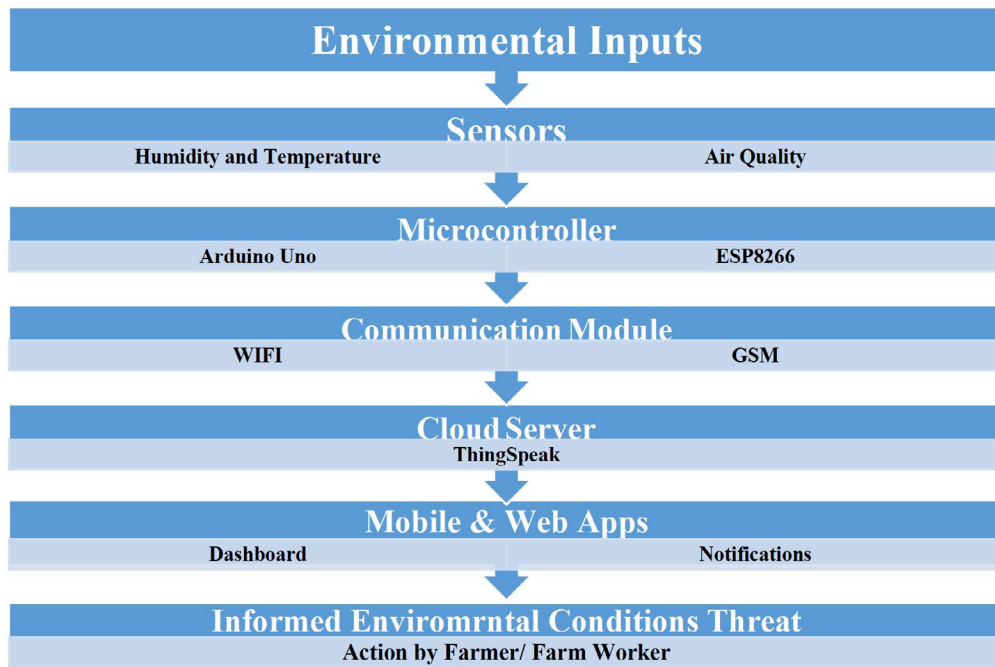 Environmental Inputs
Sensors
Humidity and Temperature Air Quality
Microcontroller
Arduino Uno ESP8266
Communication Module
WIFI GSM
Cloud Server
ThingSpeak
Mobile & Web Apps
Dashboard Notifications
Informed Enviromrntal Conditions Threat
Action by Farmer/ Farm Worker